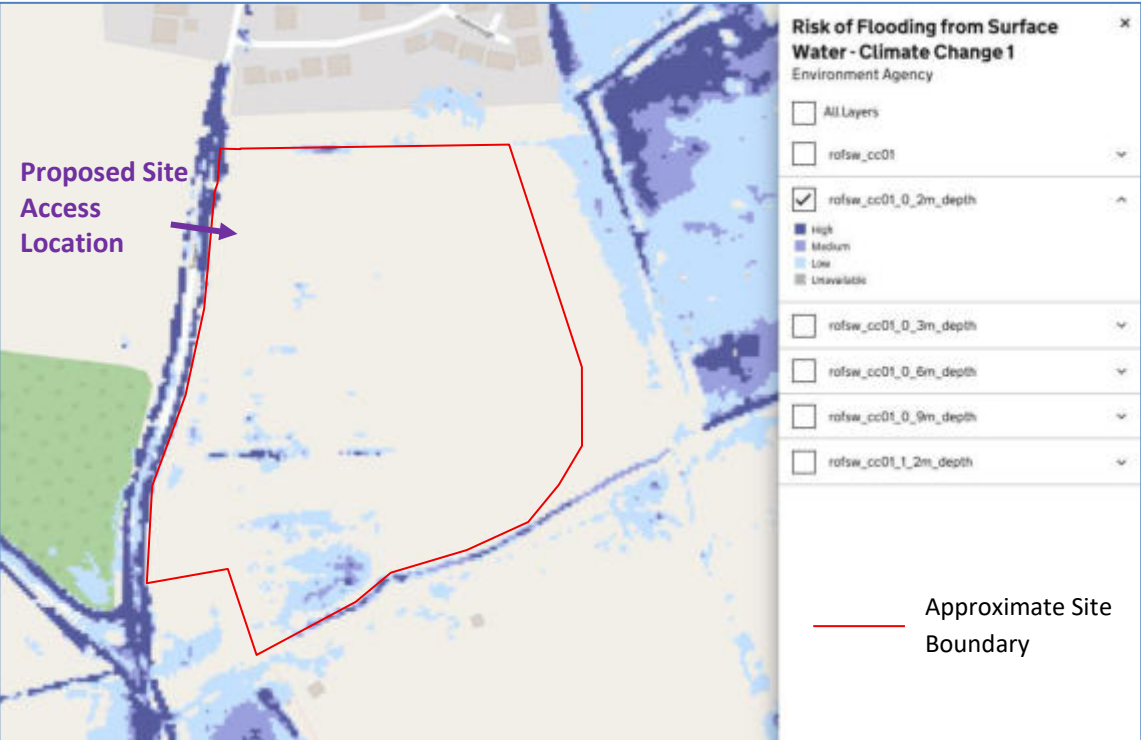 Proposed Site
Access
Location
Risk of Flooding from Surface
Water - Climate Change 1
Environment Agency
All Layers
rofsw_cc01
rofsw_cc01_0_2m_depth
High
Medium
Low
Unavailable
rofsw_cc01_0_3m_depth
rofsw_cc01_0_6m_depth
rofsw_cc01_0_9m_depth
rofsw_cc01_1_2m_depth
Approximate Site
Boundary